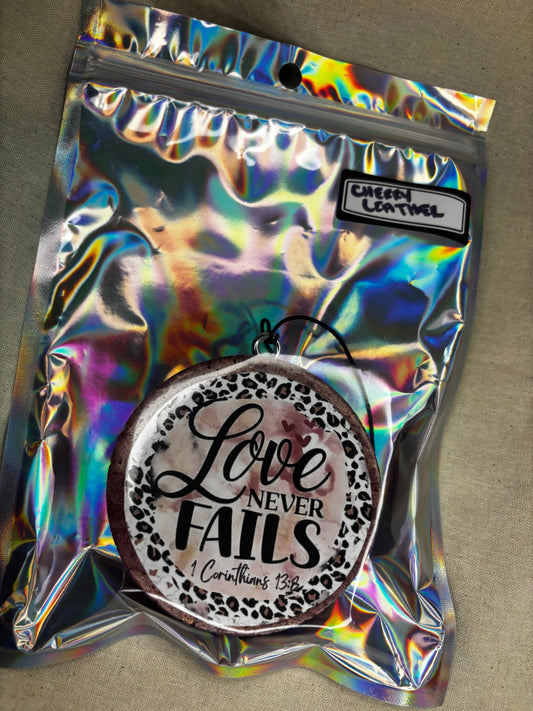 CHERRY
LEATHER
Love
NEVER
FAILS
1 Corinthians 13:8